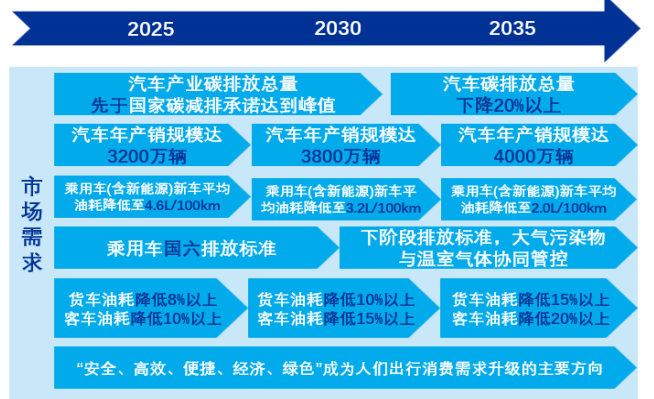 2025 2030 2035
汽车产业碳排放总量
先于国家碳减排承诺达到峰值
汽车碳排放总量
下降20%以上
汽车年产销规模达
3200万辆
汽车年产销规模达
3800万辆
汽车年产销规模达
4000万辆
市场需求
乘用车(含新能源)新车平均
油耗降低至4.6L/100km
乘用车(含新能源)新车平
均油耗降低至3.2L/100km
乘用车(含新能源)新车平均
油耗降低至2.0L/100km
乘用车国六排放标准
下阶段排放标准，大气污染物
与温室气体协同管控
货车油耗降低8%以上
客车油耗降低10%以上
货车油耗降低10%以上
客车油耗降低15%以上
货车油耗降低15%以上
客车油耗降低20%以上
“安全、高效、便捷、经济、绿色”成为人们出行消费需求升级的主要方向